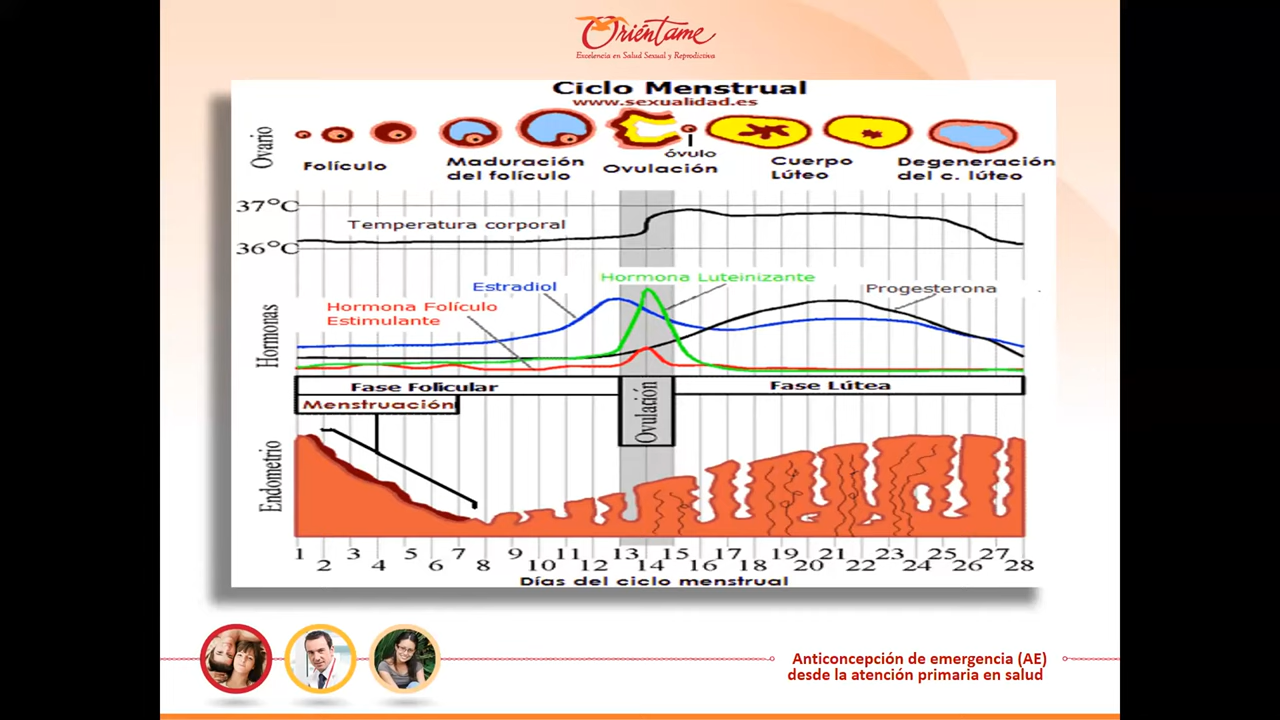 Oriéntame
Excelencia en Salud Sexual y Reproductiva
Ciclo Menstrual
www.sexualidad.es
Ovario
Folículo
Maduración
del folículo
Ovulación
óvulo
Cuerpo
Lúteo
Degeneración
del c. lúteo
37°C
Temperatura corporal
36°C
Hormonas
Hormona Folículo
Estimulante
Estradiol
Hormona Luteinizante
Progesterona
Fase Folicular
Ovulación
Fase Lútea
Menstruación
Endometrio
1 3 5 7 9 11 13 15 17 19 21 23 25 27
2 4 6 8 10 12 14 16 18 20 22 24 26 28
Días del ciclo menstrual
Anticoncepción de emergencia (AE)
desde la atención primaria en salud